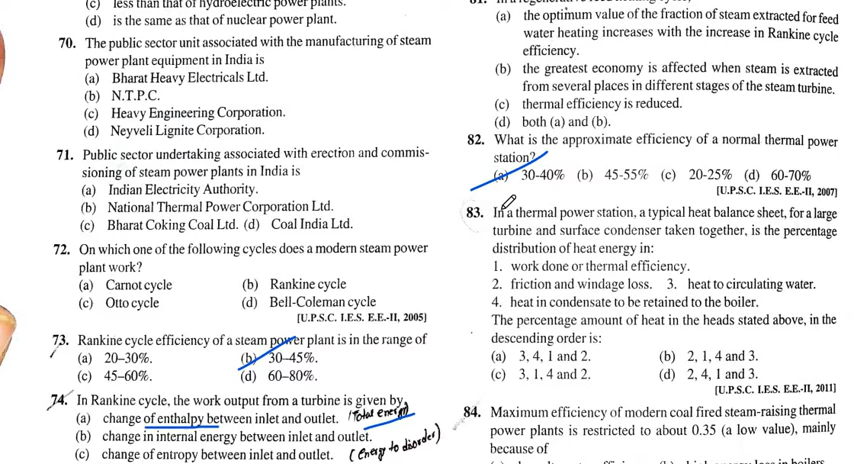 (c) less than that of hydroelectric power plants.
(d) is the same as that of nuclear power plant.
70. The public sector unit associated with the manufacturing of steam
power plant equipment in India is
(a) Bharat Heavy Electricals Ltd.
(b) N.T.P.C.
(c) Heavy Engineering Corporation.
(d) Neyveli Lignite Corporation.
71. Public sector undertaking associated with erection and commis-
sioning of steam power plants in India is
(a) Indian Electricity Authority.
(b) National Thermal Power Corporation Ltd.
(c) Bharat Coking Coal Ltd. (d) Coal India Ltd.
72. On which one of the following cycles does a modern steam power
plant work?
(a) Carnot cycle (b) Rankine cycle
(c) Otto cycle (d) Bell-Coleman cycle
[U.P.S.C. I.E.S. E.E.-II, 2005]
73. Rankine cycle efficiency of a steam power plant is in the range of
(a) 20–30%. (b) 30–45%.
(c) 45–60%. (d) 60–80%.
74. In Rankine cycle, the work output from a turbine is given by
(a) change of enthalpy between inlet and outlet. (Total energy)
(b) change in internal energy between inlet and outlet.
(c) change of entropy between inlet and outlet. (Energy to disorder)
(a) the optimum value of the fraction of steam extracted for feed
water heating increases with the increase in Rankine cycle
efficiency.
(b) the greatest economy is affected when steam is extracted
from several places in different stages of the steam turbine.
(c) thermal efficiency is reduced.
(d) both (a) and (b).
82. What is the approximate efficiency of a normal thermal power
station?
(a) 30-40% (b) 45-55% (c) 20-25% (d) 60-70%
[U.P.S.C. I.E.S. E.E.-II, 2007]
83. In a thermal power station, a typical heat balance sheet, for a large
turbine and surface condenser taken together, is the percentage
distribution of heat energy in:
1. work done or thermal efficiency.
2. friction and windage loss. 3. heat to circulating water.
4. heat in condensate to be retained to the boiler.
The percentage amount of heat in the heads stated above, in the
descending order is:
(a) 3, 4, 1 and 2. (b) 2, 1, 4 and 3.
(c) 3, 1, 4 and 2. (d) 2, 4, 1 and 3.
[U.P.S.C. I.E.S. E.E.-II, 2011]
84. Maximum efficiency of modern coal fired steam-raising thermal
power plants is restricted to about 0.35 (a low value), mainly
because of